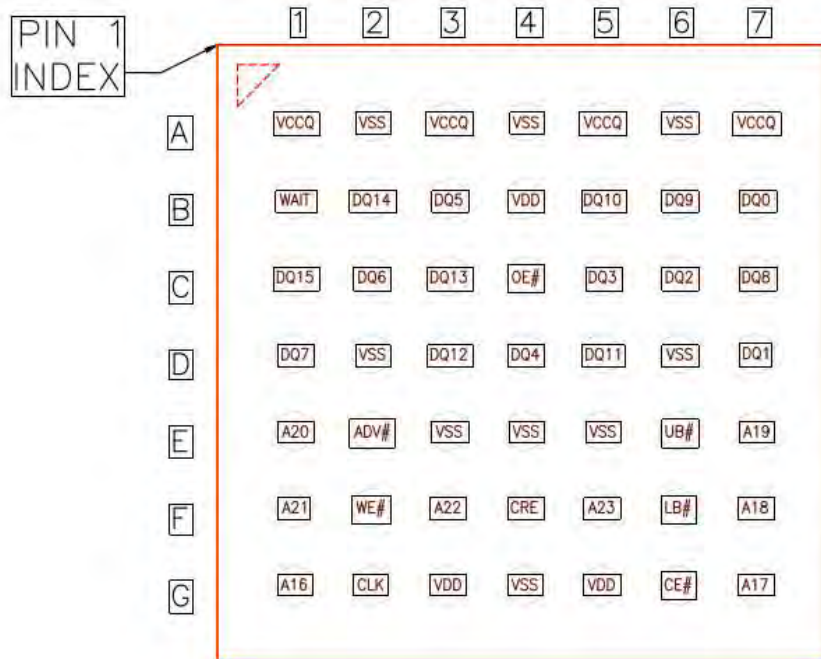 PIN 1
INDEX
1 2 3 4 5 6 7
A VCCQ VSS VCCQ VSS VCCQ VSS VCCQ
B WAIT DQ14 DQ5 VDD DQ10 DQ9 DQ0
C DQ15 DQ6 DQ13 OE# DQ3 DQ2 DQ8
D DQ7 VSS DQ12 DQ4 DQ11 VSS DQ1
E A20 ADV# VSS VSS VSS UB# A19
F A21 WE# A22 CRE A23 LB# A18
G A16 CLK VDD VSS VDD CE# A17